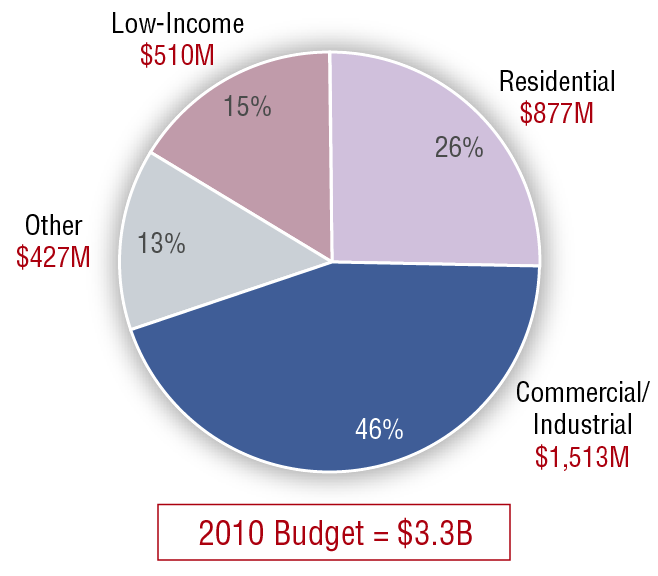 Low-Income
$510M
15%
Residential
$877M
26%
Other
$427M
13%
Commercial/
Industrial
$1,513M
46%
2010 Budget = $3.3B